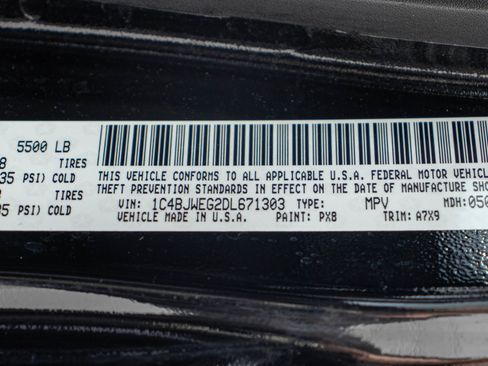 5500 LB
8 TIRES
35 PSI) COLD
TIRES
35 PSI) COLD
THIS VEHICLE CONFORMS TO ALL APPLICABLE U.S.A. FEDERAL MOTOR VEHICLE
THEFT PREVENTION STANDARDS IN EFFECT ON THE DATE OF MANUFACTURE SHO
VIN: 1C4BJWEG2DL671303 TYPE: MPV MDH: 050
VEHICLE MADE IN U.S.A. PAINT: PX8 TRIM: A7X9